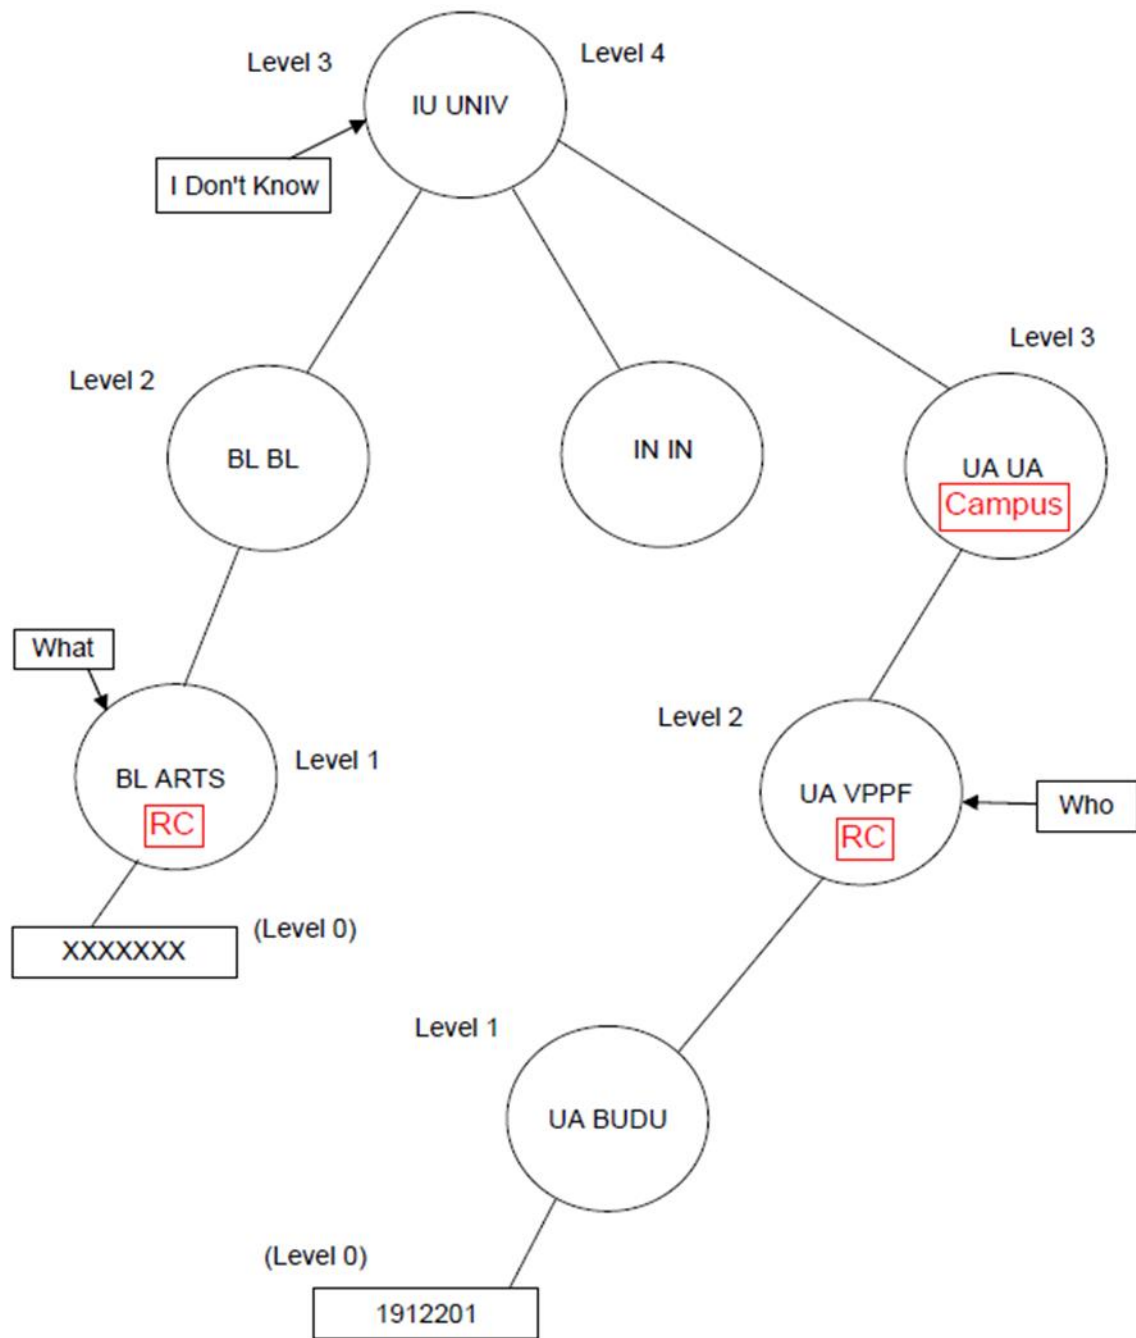 Level 3
Level 4
IU UNIV
I Don't Know
Level 3
Level 2
BL BL
IN IN
UA UA
Campus
What
Level 2
BL ARTS
RC
Level 1
UA VPPF
RC
Who
XXXXXXX
(Level 0)
Level 1
UA BUDU
(Level 0)
1912201